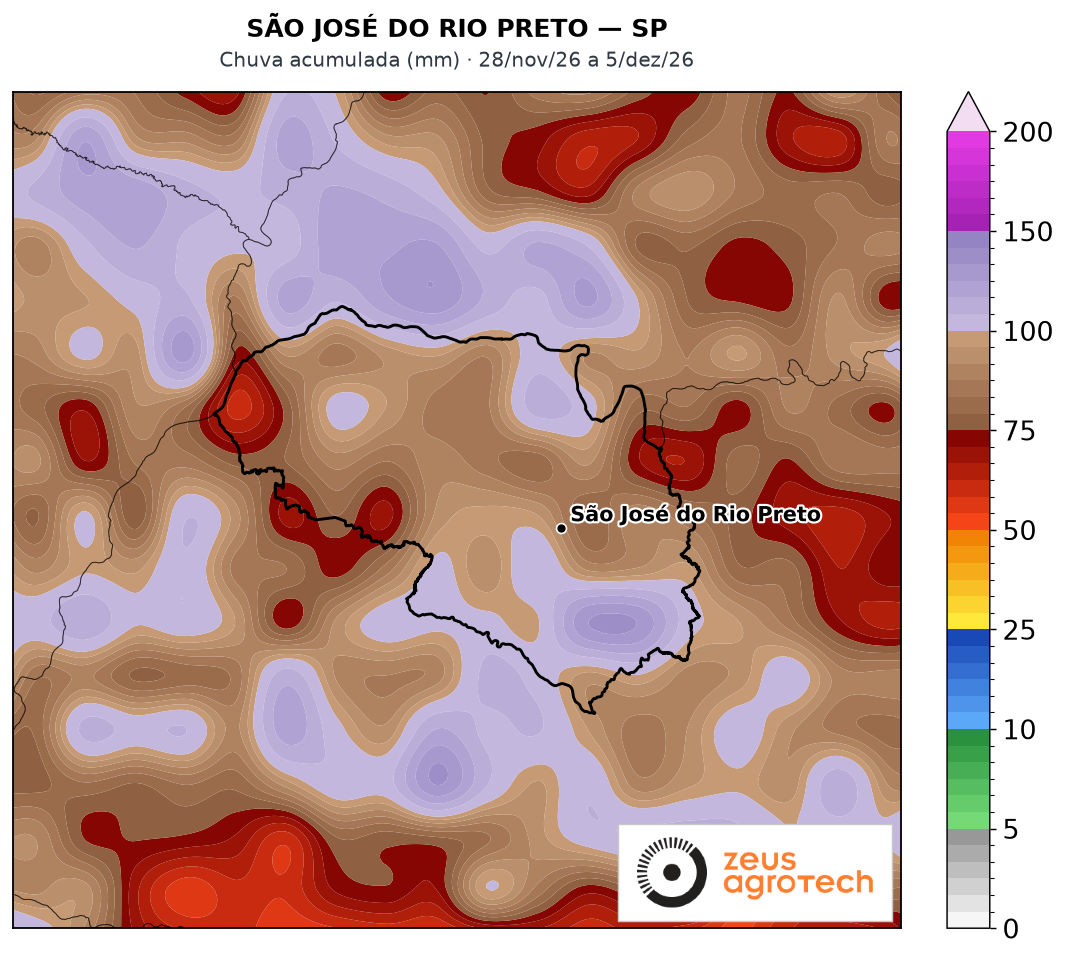 SÃO JOSÉ DO RIO PRETO — SP
Chuva acumulada (mm) · 28/nov/26 a 5/dez/26
200
150
100
75
50
25
10
5
0
São José do Rio Preto
zeus
agrotech